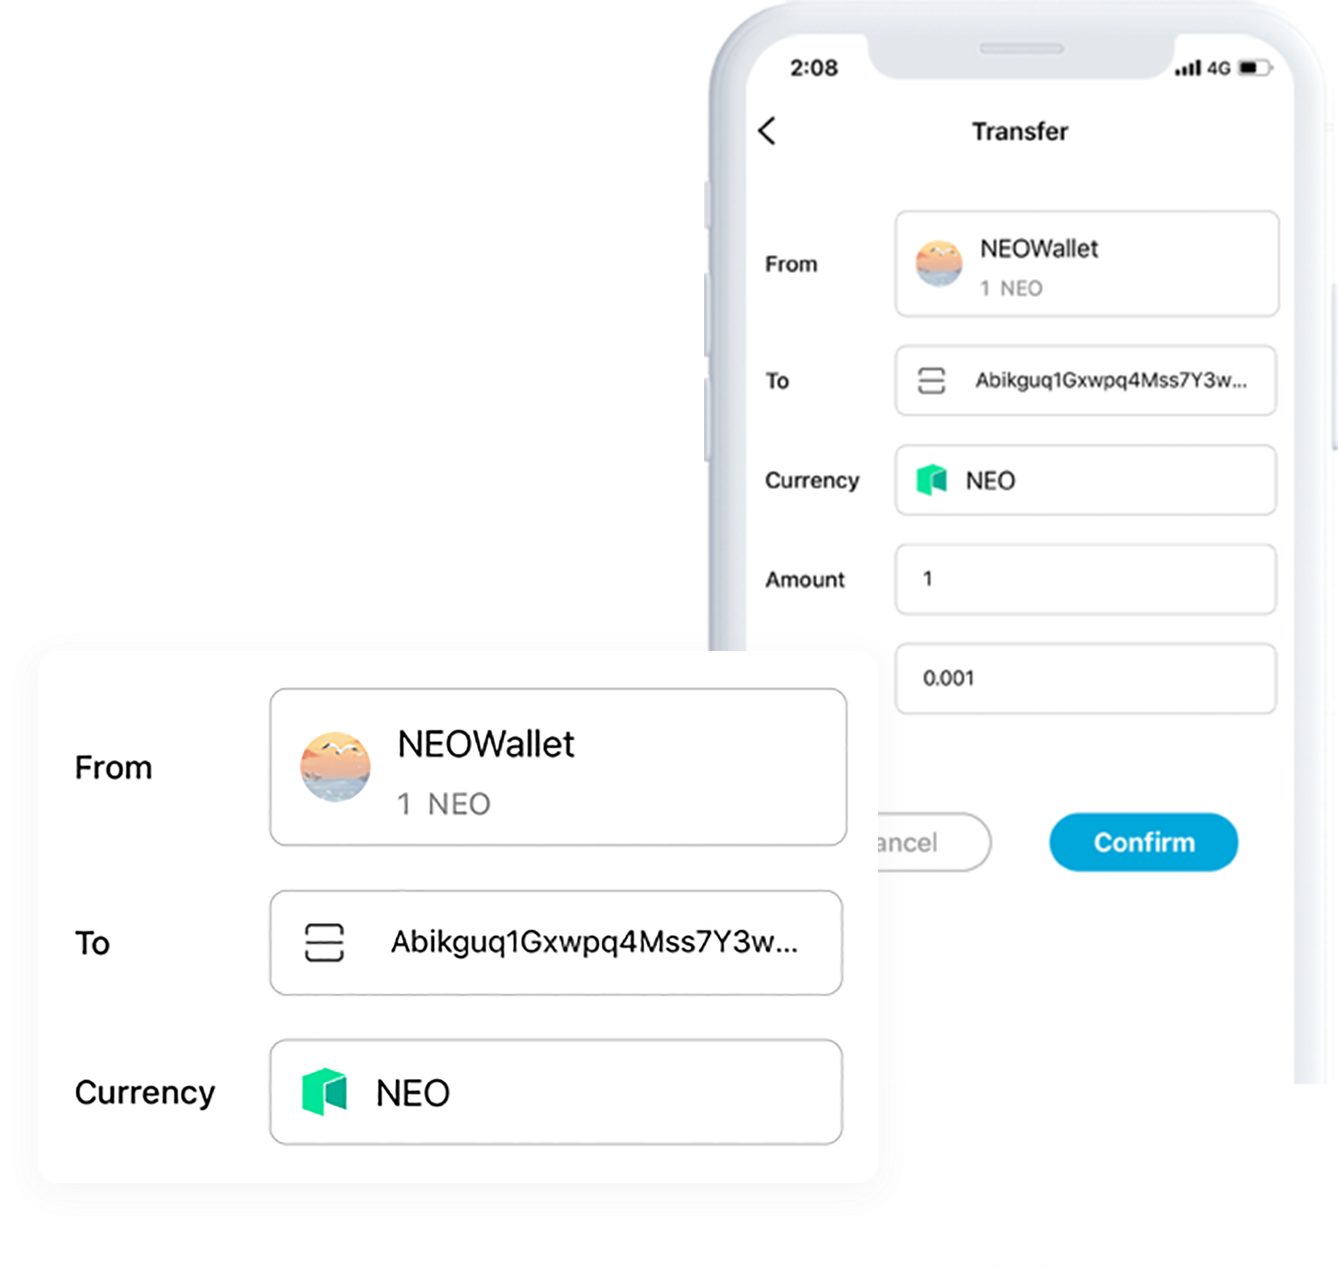 2:08
4G
Transfer
From
NEOWallet
1 NEO
To
Abikguq1Gxwpq4Mss7Y3w...
Currency
NEO
Amount
1
0.001
ancel
Confirm
From
NEOWallet
1 NEO
To
Abikguq1Gxwpq4Mss7Y3w...
Currency
NEO